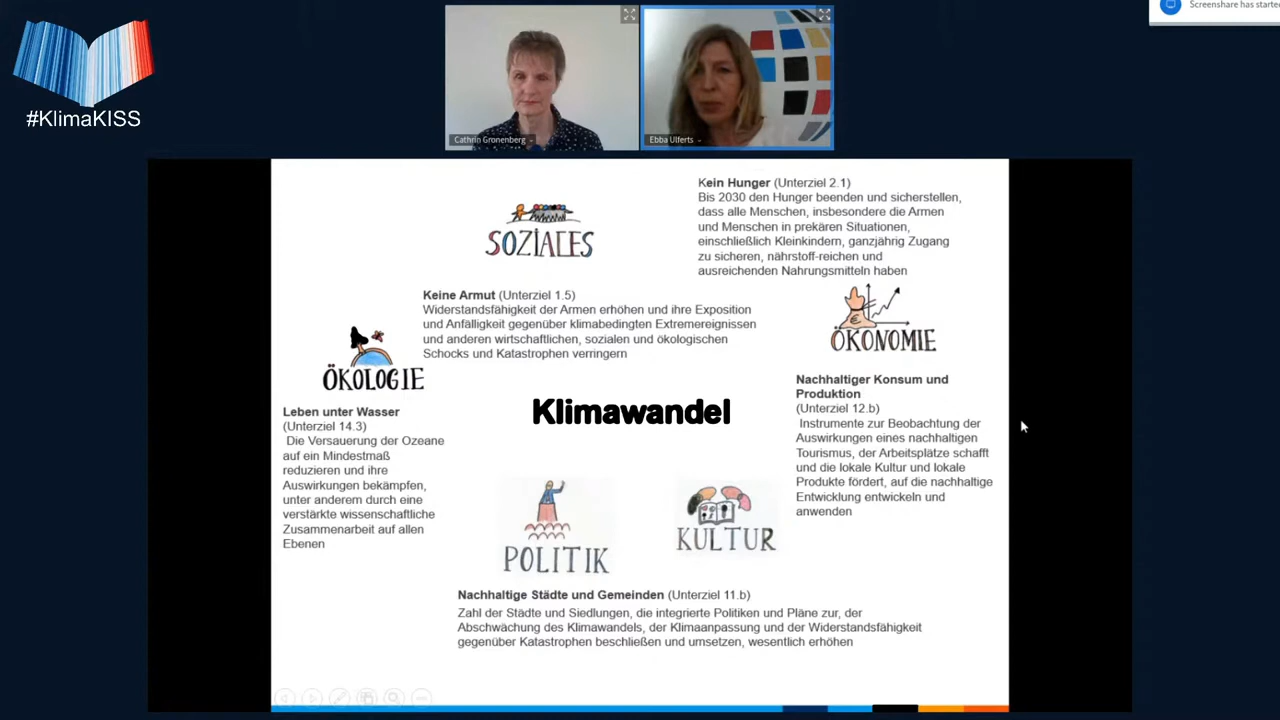 Screenshare has starte
#KlimaKISS
Cathrin Gronenberg
Ebba Ulferts
Kein Hunger (Unterziel 2.1)
Bis 2030 den Hunger beenden und sicherstellen,
dass alle Menschen, insbesondere die Armen
und Menschen in prekären Situationen,
einschließlich Kleinkindern, ganzjährig Zugang
zu sicheren, nährstoff-reichen und
ausreichenden Nahrungsmitteln haben
SOZIALES
Keine Armut (Unterziel 1.5)
Widerstandsfähigkeit der Armen erhöhen und ihre Exposition
und Anfälligkeit gegenüber klimabedingten Extremereignissen
und anderen wirtschaftlichen, sozialen und ökologischen
Schocks und Katastrophen verringern
ÖKONOMIE
ÖKOLOGIE
Leben unter Wasser
(Unterziel 14.3)
Die Versauerung der Ozeane
auf ein Mindestmaß
reduzieren und ihre
Auswirkungen bekämpfen,
unter anderem durch eine
verstärkte wissenschaftliche
Zusammenarbeit auf allen
Ebenen
Klimawandel
Nachhaltiger Konsum und
Produktion
(Unterziel 12.b)
Instrumente zur Beobachtung der
Auswirkungen eines nachhaltigen
Tourismus, der Arbeitsplätze schafft
und die lokale Kultur und lokale
Produkte fördert, auf die nachhaltige
Entwicklung entwickeln und
anwenden
POLITIK
KULTUR
Nachhaltige Städte und Gemeinden (Unterziel 11.b)
Zahl der Städte und Siedlungen, die integrierte Politiken und Pläne zur, der
Abschwächung des Klimawandels, der Klimaanpassung und der Widerstandsfähigkeit
gegenüber Katastrophen beschließen und umsetzen, wesentlich erhöhen